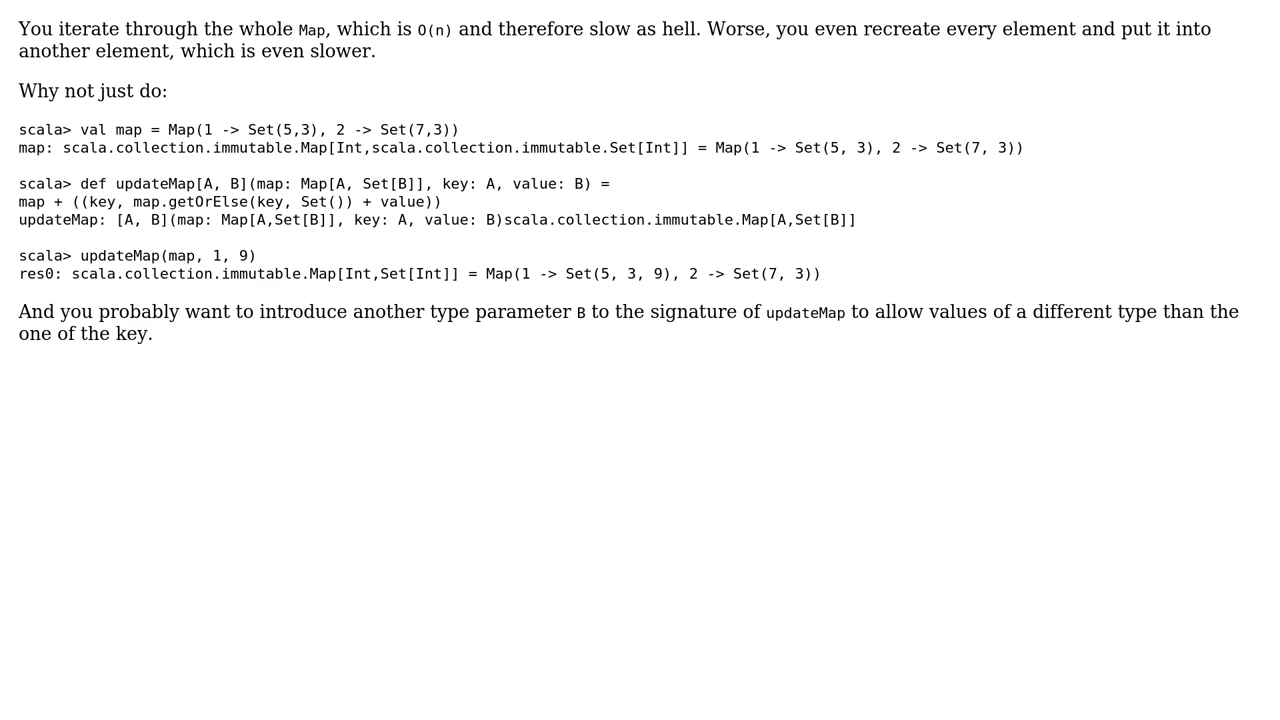 You iterate through the whole Map, which is O(n) and therefore slow as hell. Worse, you even recreate every element and put it into
another element, which is even slower.
Why not just do:
scala> val map = Map(1 -> Set(5,3), 2 -> Set(7,3))
map: scala.collection.immutable.Map[Int,scala.collection.immutable.Set[Int]] = Map(1 -> Set(5, 3), 2 -> Set(7, 3))
scala> def updateMap[A, B](map: Map[A, Set[B]], key: A, value: B) =
map + ((key, map.getOrElse(key, Set()) + value))
updateMap: [A, B](map: Map[A,Set[B]], key: A, value: B)scala.collection.immutable.Map[A,Set[B]]
scala> updateMap(map, 1, 9)
res0: scala.collection.immutable.Map[Int,Set[Int]] = Map(1 -> Set(5, 3, 9), 2 -> Set(7, 3))
And you probably want to introduce another type parameter B to the signature of updateMap to allow values of a different type than the
one of the key.